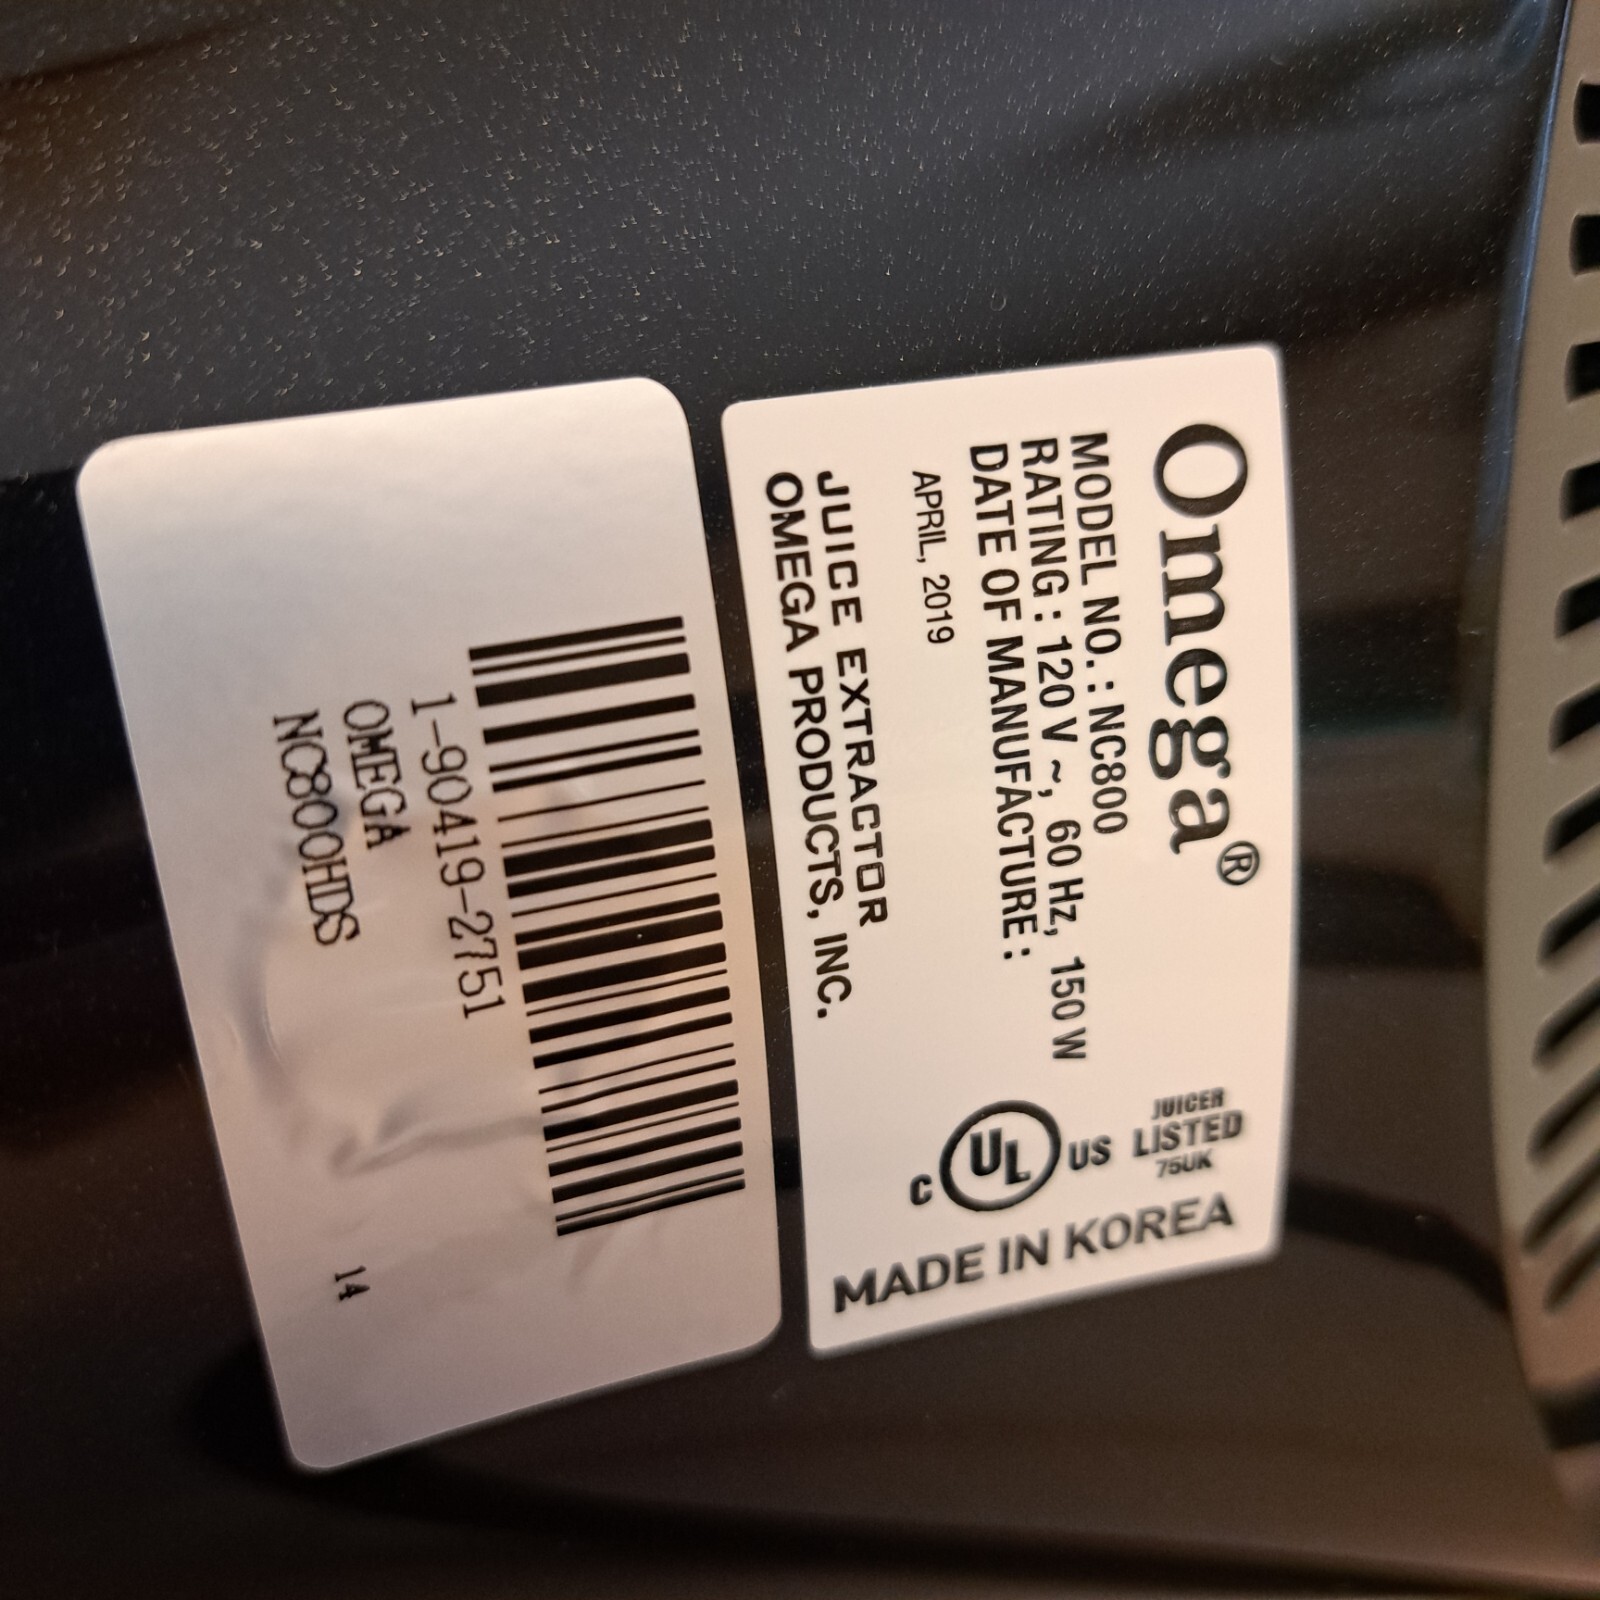 Omega®
MODEL NO. : NC800
RATING : 120 V ~, 60 Hz, 150 W
DATE OF MANUFACTURE :
APRIL, 2019
JUICE EXTRACTOR
OMEGA PRODUCTS, INC.
JUICER
LISTED
75UK
C UL US
MADE IN KOREA
1-90419-2751
OMEGA
NC800HDS
14